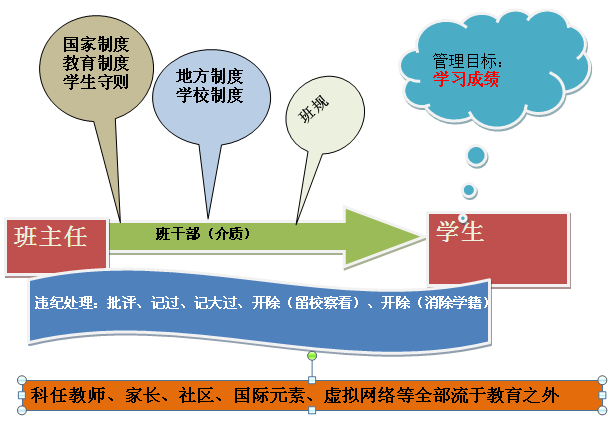 国家制度
教育制度
学生守则
地方制度
学校制度
班规
管理目标：
学习成绩
班主任
班干部（介质）
学生
违纪处理：批评、记过、记大过、开除（留校察看）、开除（消除学籍）
科任教师、家长、社区、国际元素、虚拟网络等全部流于教育之外